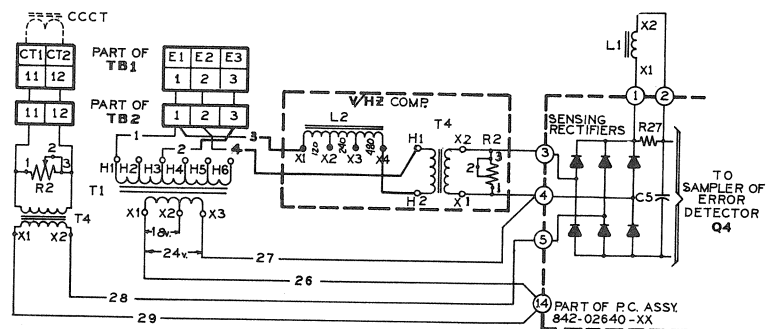 CCCT
CT1 CT2
11 12
11 12
1 2 3
R2
T4
X1 X2
PART OF
TB1
E1 E2 E3
1 2 3
PART OF
TB2
1 2 3
1 3
2 4
H1 H2 H3 H4 H5 H6
T1
X1 X2 X3
18v.
24v.
27
26
28
29
V/HZ COMP.
L2
120 240 480
X1 X2 X3 X4
T4
H1 X2 R2
3
2
1
H2 X1
L1
X2
X1
1 2
SENSING
RECTIFIERS
R27
3
4
5
C5
14
TO
SAMPLER OF
ERROR
DETECTOR
Q4
PART OF P.C. ASSY.
842-02640-XX